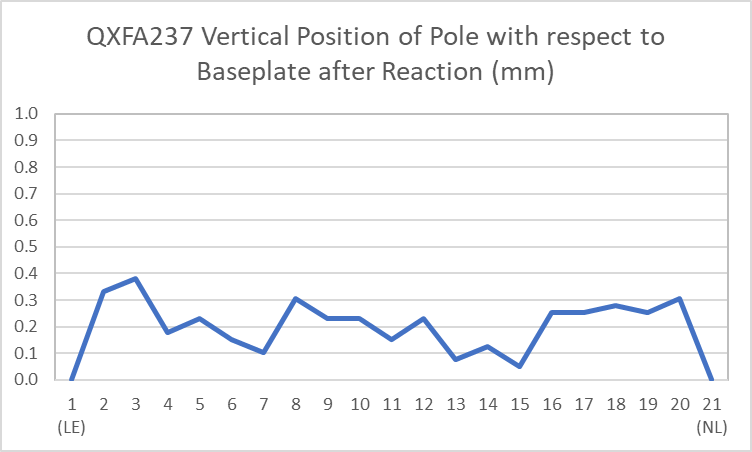 QXFA237 Vertical Position of Pole with respect to
Baseplate after Reaction (mm)
1.0
0.9
0.8
0.7
0.6
0.5
0.4
0.3
0.2
0.1
0.0
1 2 3 4 5 6 7 8 9 10 11 12 13 14 15 16 17 18 19 20 21
(LE) (NL)